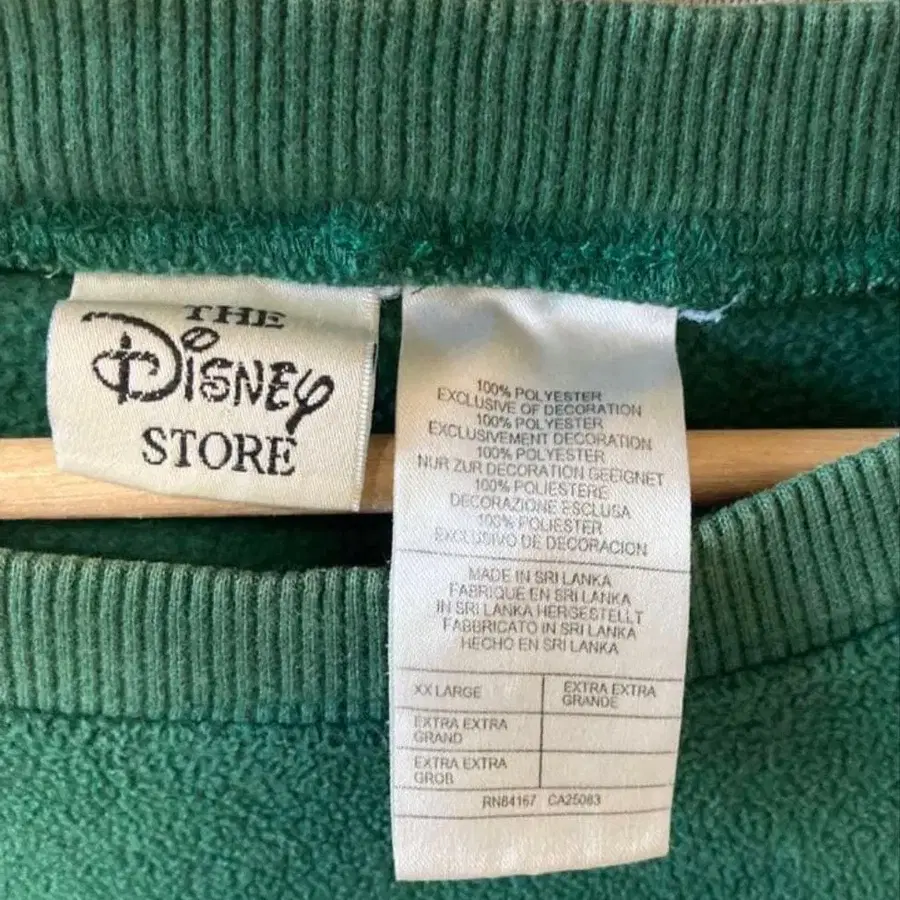 THE
Disney
STORE
100% POLYESTER
EXCLUSIVE OF DECORATION
100% POLYESTER
EXCLUSIVEMENT DECORATION
100% POLYESTER
NUR ZUR DECORATION GEEIGNET
100% POLIESTERE
DECORAZIONE ESCLUSA
100% POLIESTER
EXCLUSIVO DE DECORACION
MADE IN SRI LANKA
FABRIQUE EN SRI LANKA
IN SRI LANKA HERGESTELLT
FABBRICATO IN SRI LANKA
HECHO EN SRI LANKA
XX LARGE
EXTRA EXTRA
GRANDE
EXTRA EXTRA
GRAND
EXTRA EXTRA
GROB
RN84167 CA25083